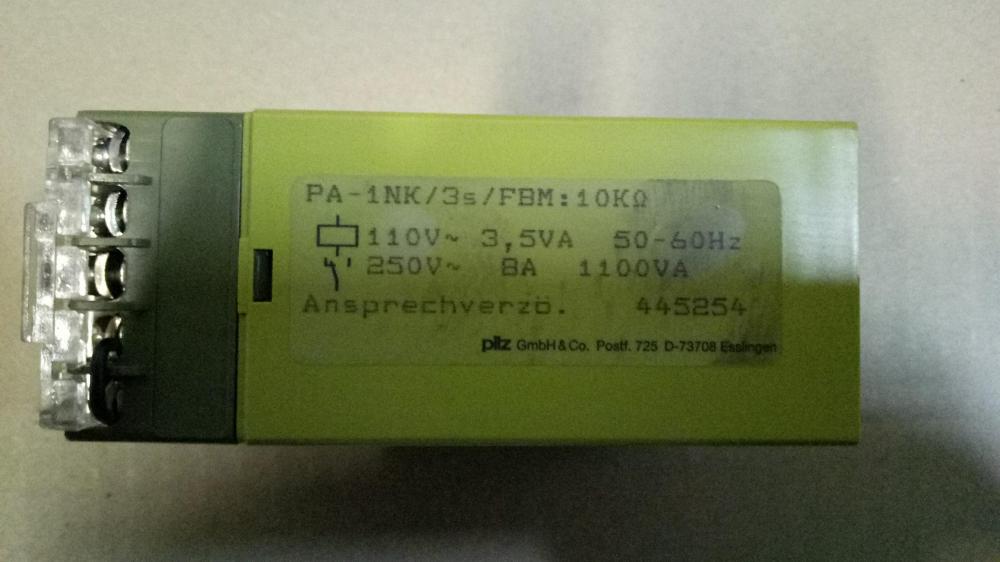 PA-1NK/3s/FBM:10KΩ
110V~ 3,5VA 50-60Hz
250V~ 8A 1100VA
Ansprechverzö. 445254
pilz GmbH & Co. Postf. 725 D-73708 Esslingen